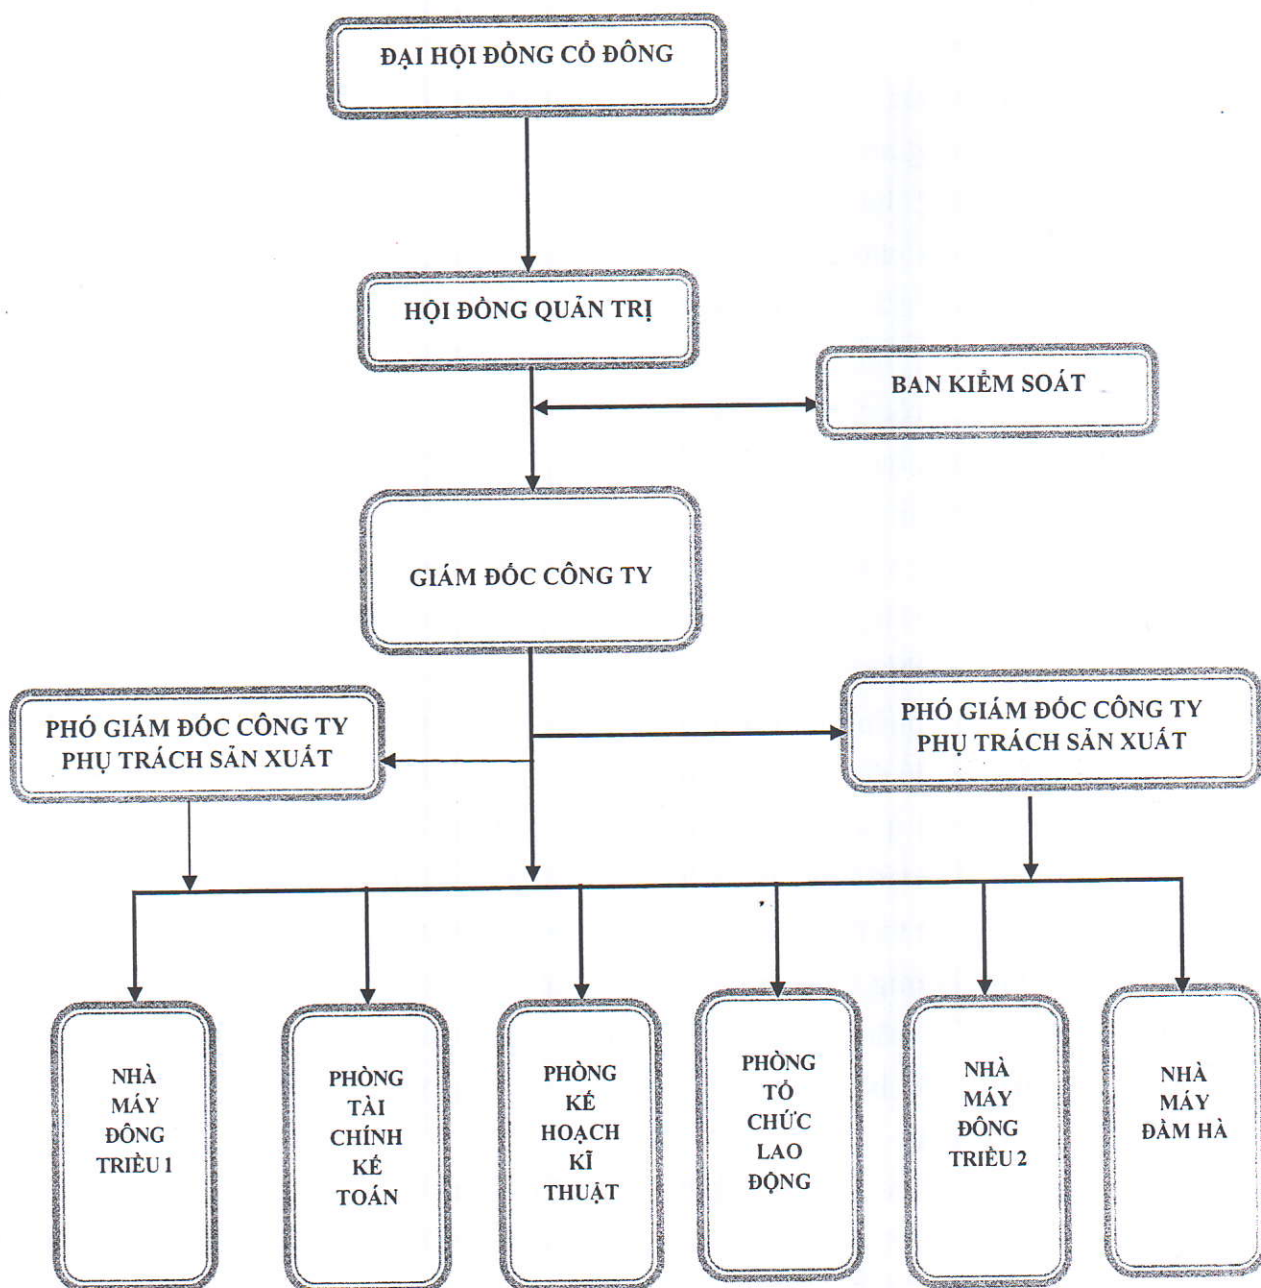 ĐẠI HỘI ĐỒNG CỔ ĐÔNG
HỘI ĐỒNG QUẢN TRỊ
BAN KIỂM SOÁT
GIÁM ĐỐC CÔNG TY
PHÓ GIÁM ĐỐC CÔNG TY
PHỤ TRÁCH SẢN XUẤT
PHÓ GIÁM ĐỐC CÔNG TY
PHỤ TRÁCH SẢN XUẤT
NHÀ
MÁY
ĐÔNG
TRIỀU 1
PHÒNG
TÀI
CHÍNH
KẾ
TOÁN
PHÒNG
KẾ
HOẠCH
KĨ
THUẬT
PHÒNG
TỔ
CHỨC
LAO
ĐỘNG
NHÀ
MÁY
ĐÔNG
TRIỀU 2
NHÀ
MÁY
ĐẦM HÀ